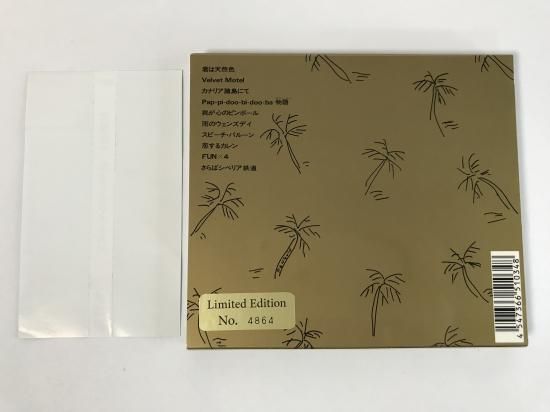 君は天然色
Velvet Motel
カナリア諸島にて
Pap-pi-doo-bi-doo-ba 物語
我が心のピンボール
雨のウェンズデイ
スピーチ・バルーン
恋するカレン
FUN×4
さらばシベリア鉄道
Limited Edition
No. 4864
4 547366 510348